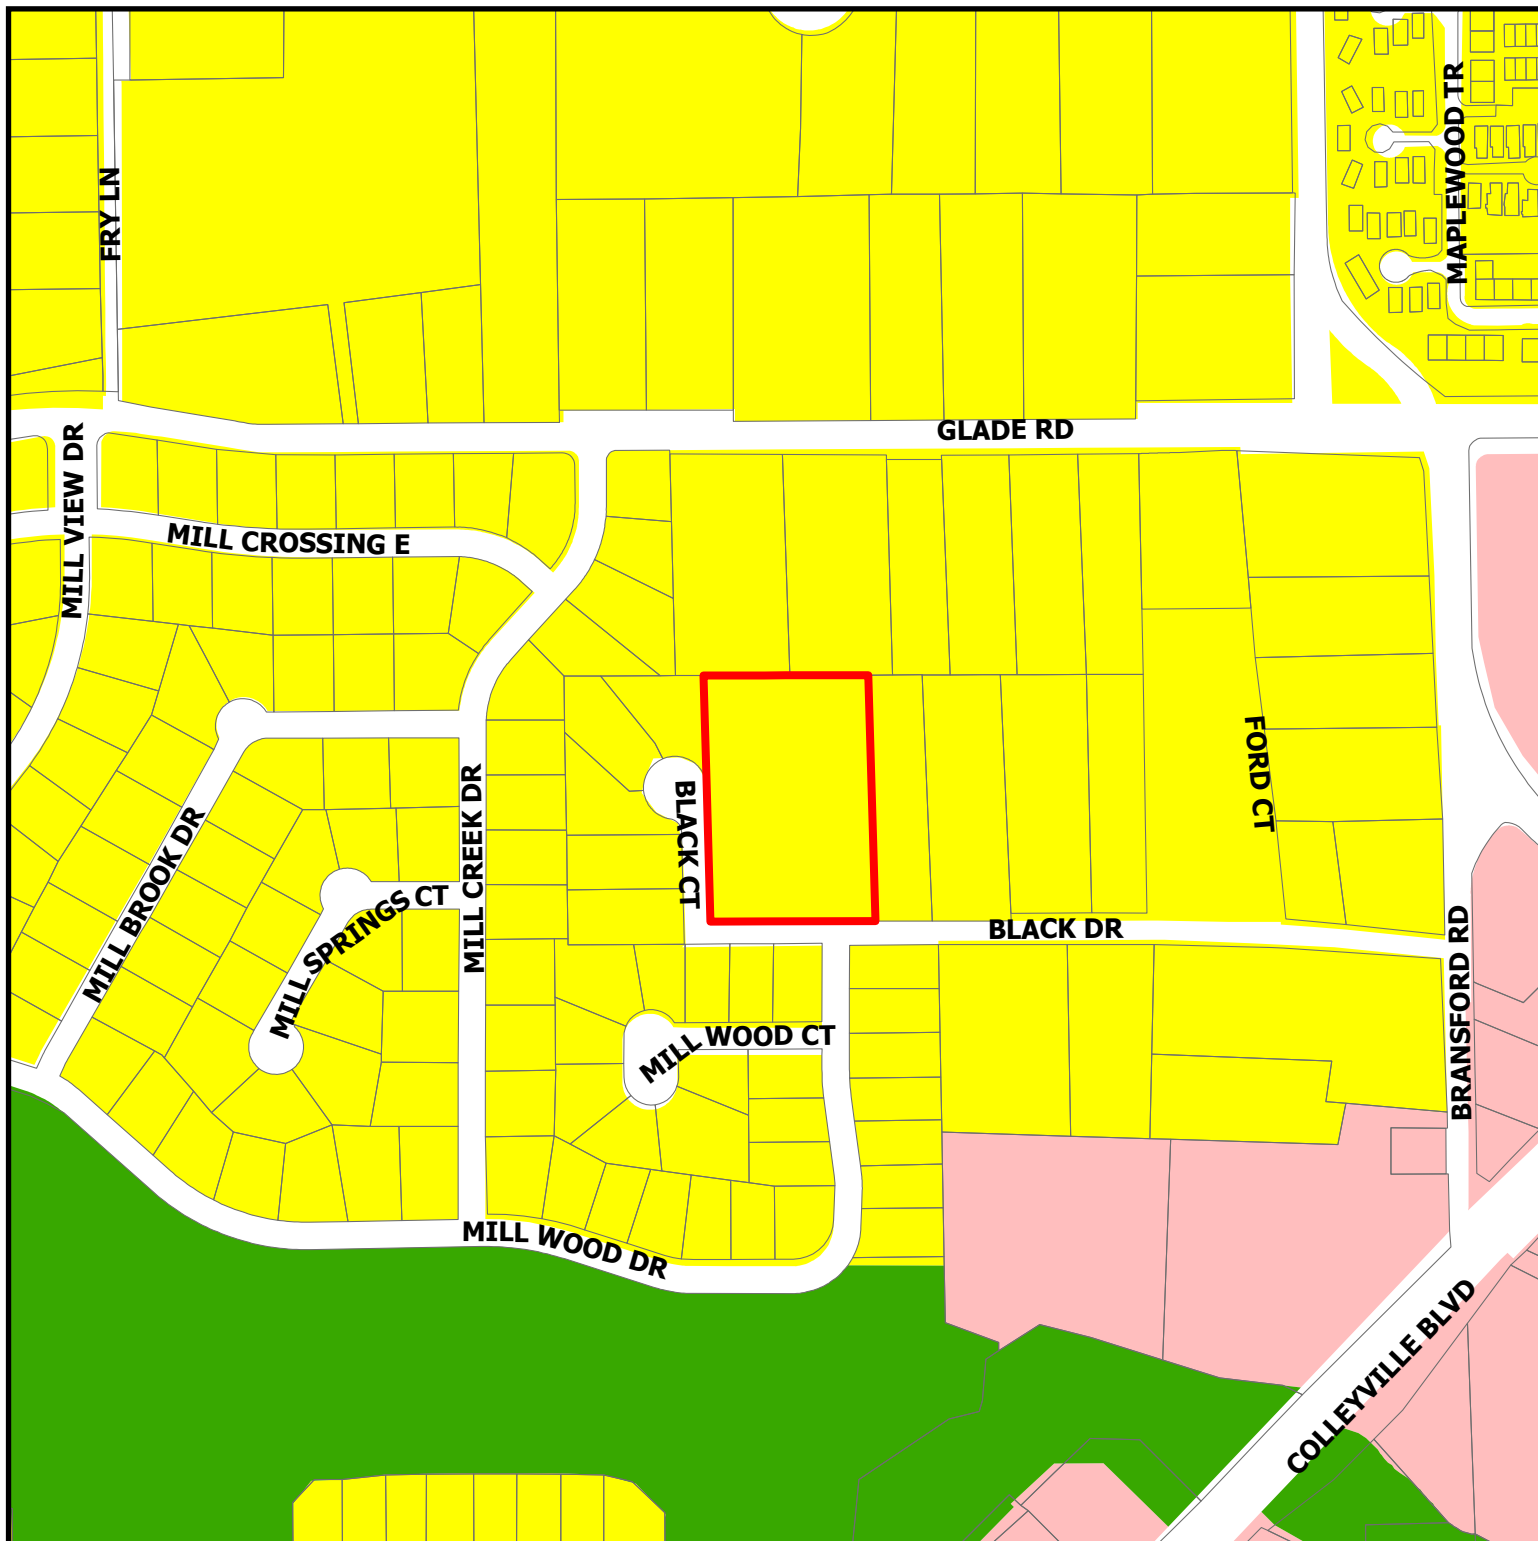 MAPLEWOOD TR
FRY LN
GLADE RD
MILL VIEW DR
MILL CROSSING E
FORD CT
MILL CREEK DR
BLACK CT
MILL BROOK DR
MILL SPRINGS CT
BLACK DR
BRANSFORD RD
MILL WOOD CT
MILL WOOD DR
COLLEYVILLE BLVD